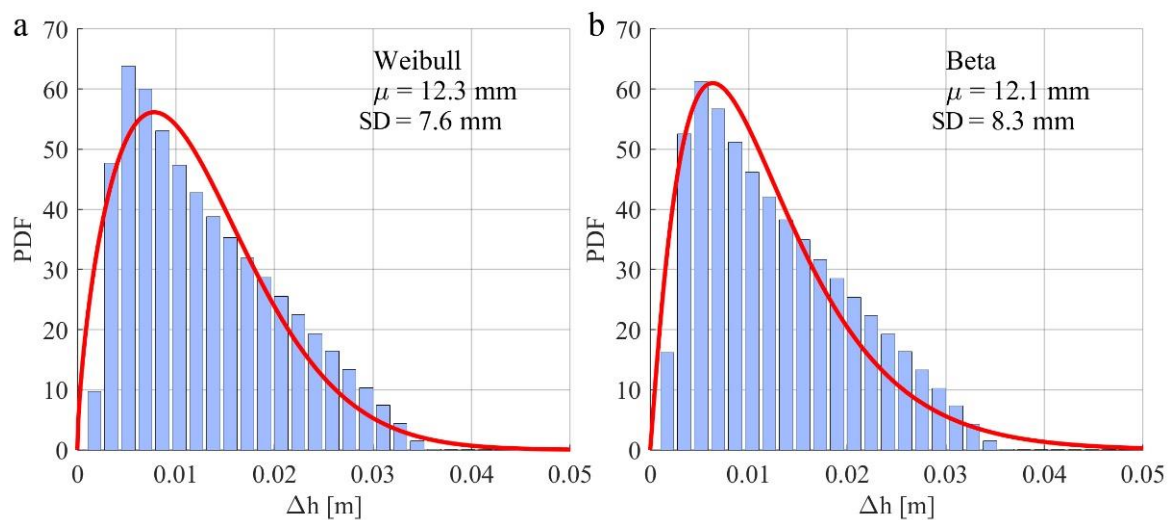 a
70
60
50
40
30
20
10
0
PDF
Weibull
μ = 12.3 mm
SD = 7.6 mm
0 0.01 0.02 0.03 0.04 0.05
Δh [m]
b
70
60
50
40
30
20
10
0
PDF
Beta
μ = 12.1 mm
SD = 8.3 mm
0 0.01 0.02 0.03 0.04 0.05
Δh [m]